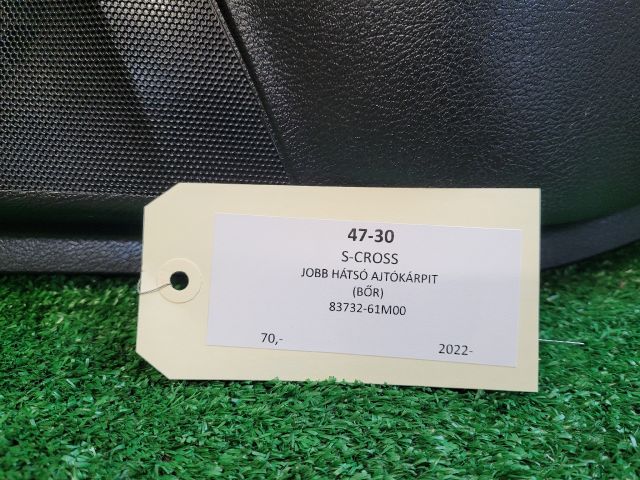 47-30
S-CROSS
JOBB HÁTSÓ AJTÓKÁRPIT
(BŐR)
83732-61M00
70,- 2022-